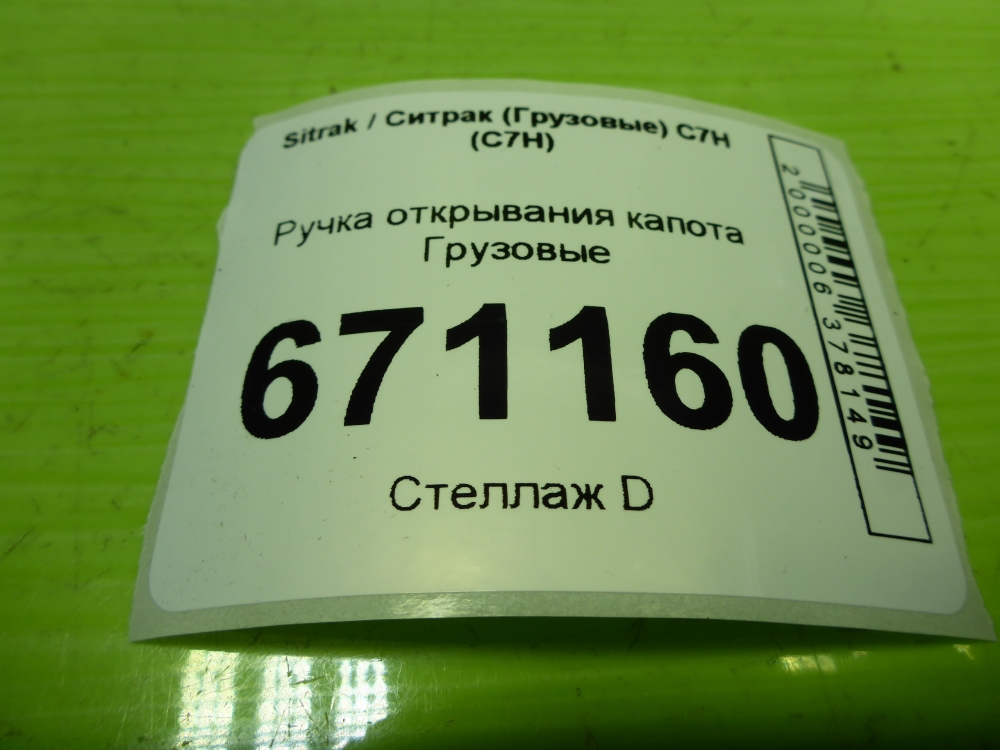 Sitrak / Ситрак (Грузовые) C7H
(C7H)
Ручка открывания капота
Грузовые
671160
Стеллаж D
2000006378149